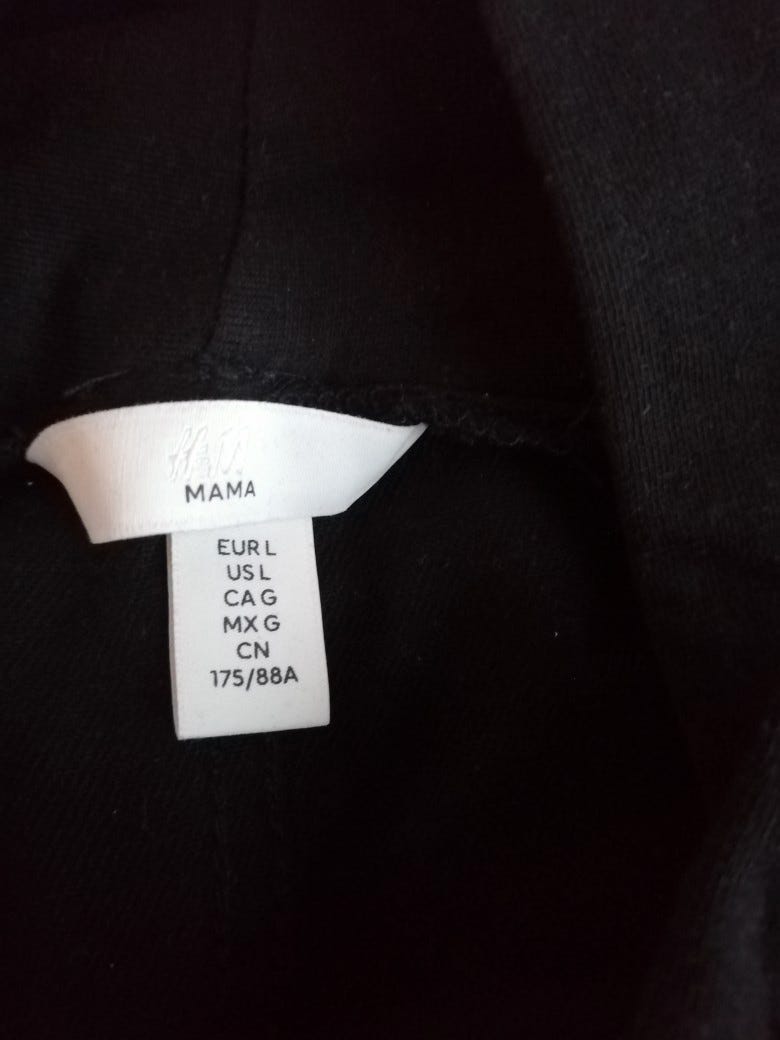 H&M
MAMA
EUR L
US L
CA G
MX G
CN
175/88A